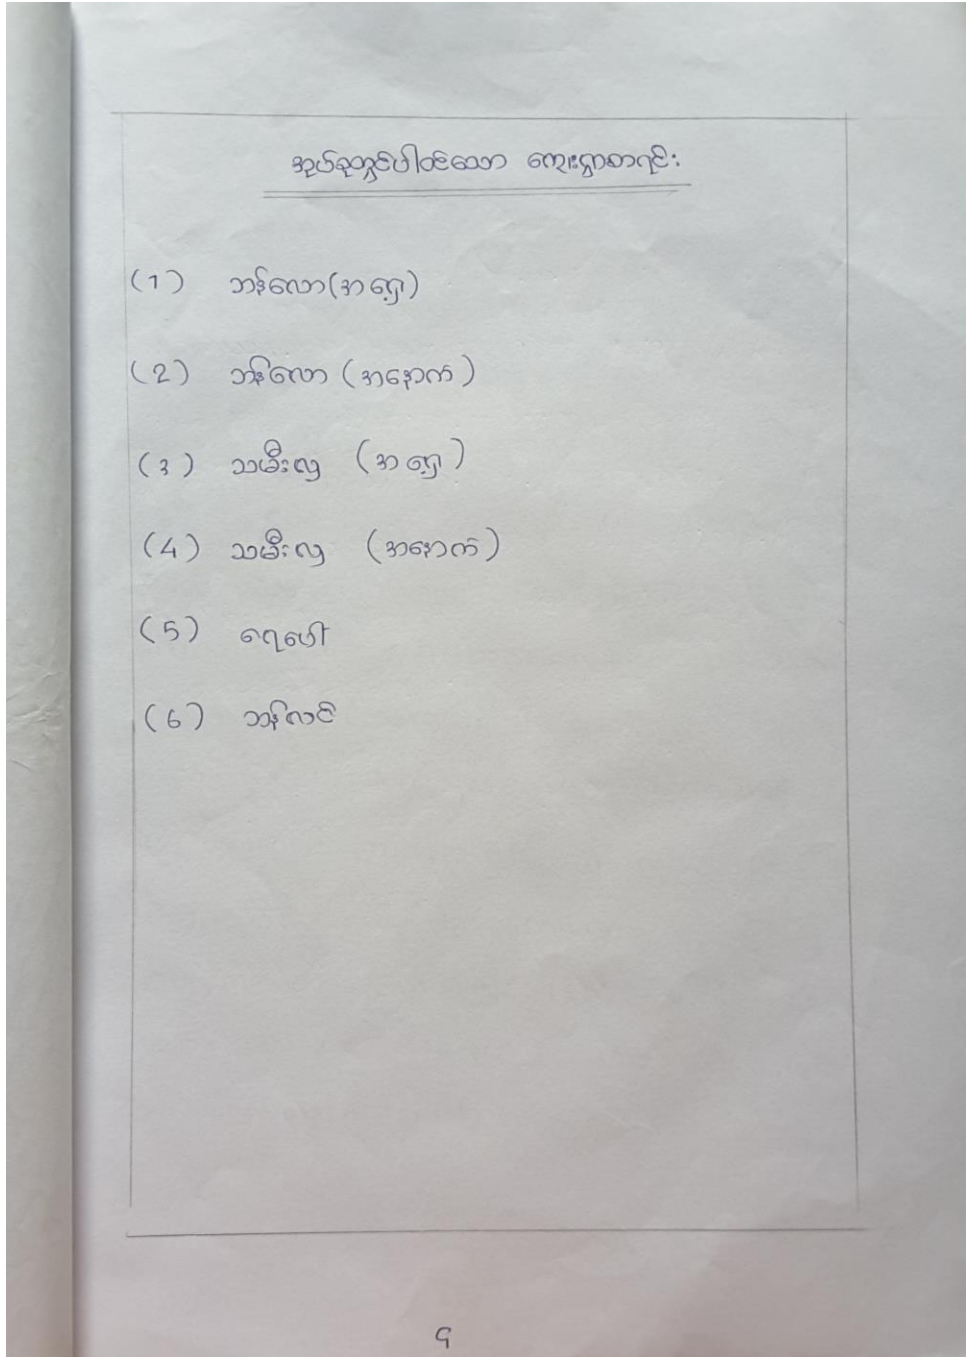 အုပ်စုတွင်ပါဝင်သော ကျေးရွာစာရင်း
(1) ဘန်လော(အရှေ့)
(2) ဘန်လော (အနောက်)
(3) သမီးလှ (အရှေ့)
(4) သမီးလှ (အနောက်)
(5) ရေပေါ်
(6) ဘန်လင်
၎